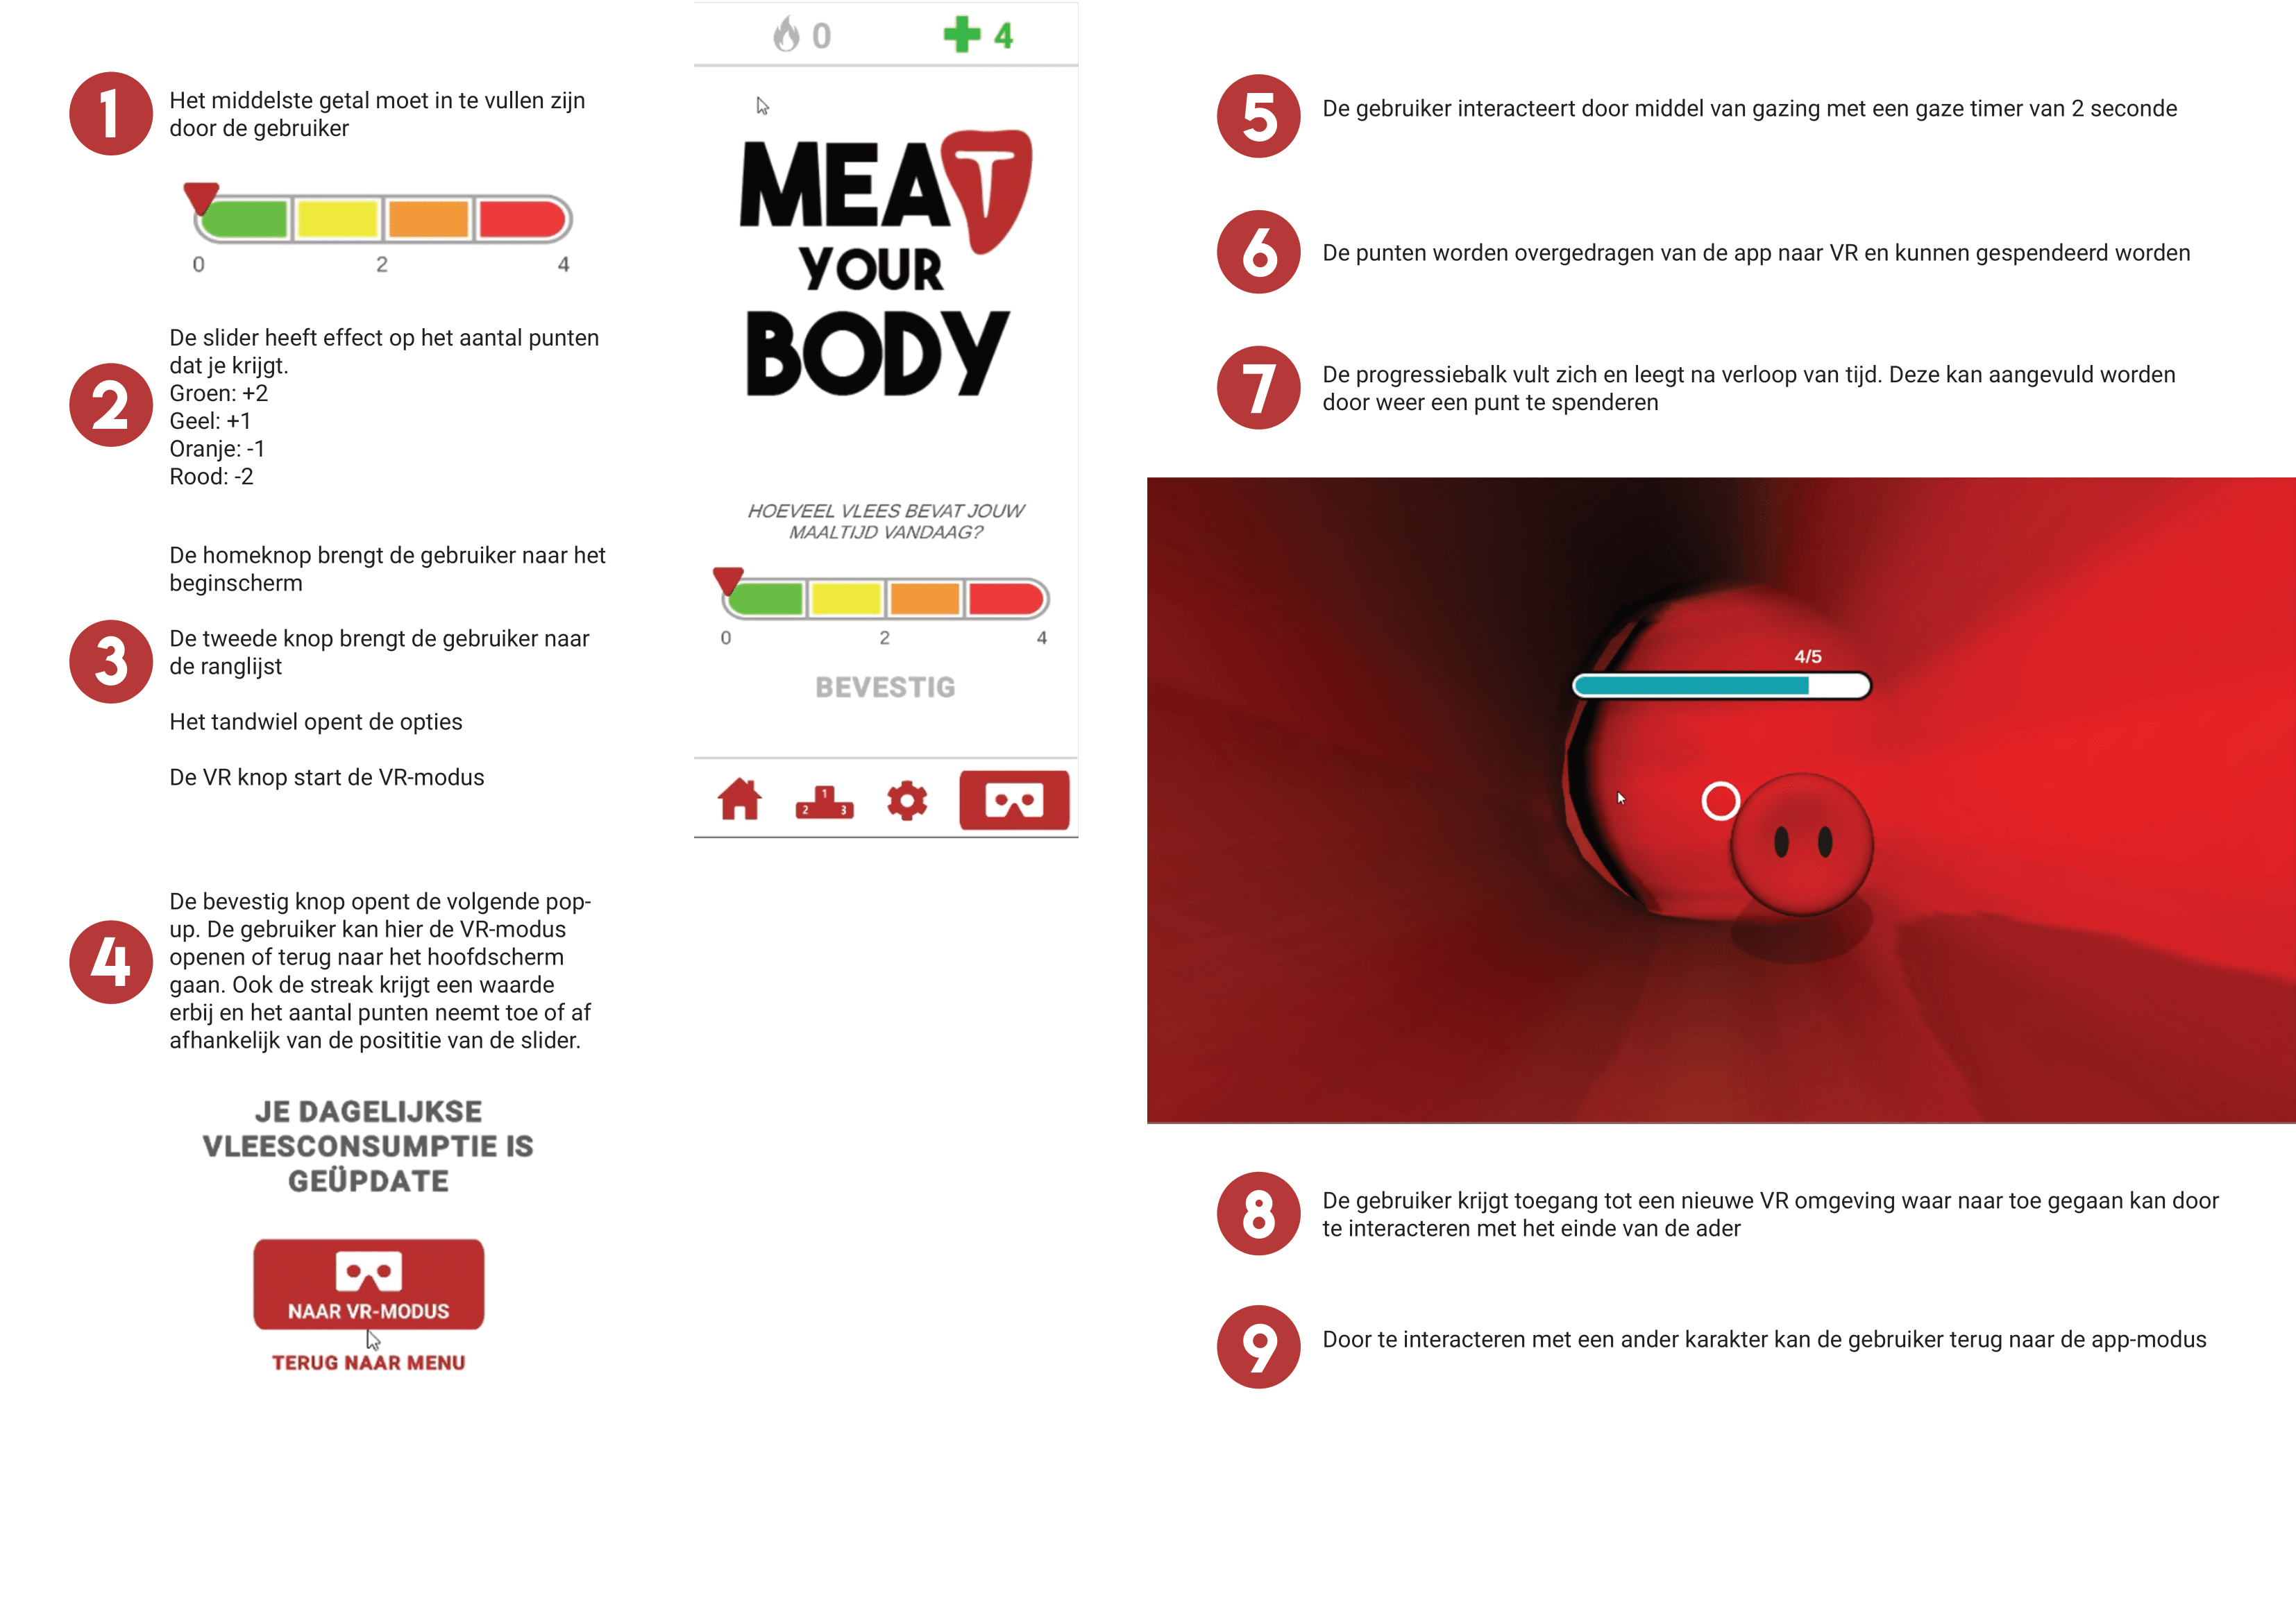 1
Het middelste getal moet in te vullen zijn
door de gebruiker
0 2 4
2
De slider heeft effect op het aantal punten
dat je krijgt.
Groen: +2
Geel: +1
Oranje: -1
Rood: -2
3
De homeknop brengt de gebruiker naar het
beginscherm
De tweede knop brengt de gebruiker naar
de ranglijst
Het tandwiel opent de opties
De VR knop start de VR-modus
4
De bevestig knop opent de volgende pop-
up. De gebruiker kan hier de VR-modus
openen of terug naar het hoofdscherm
gaan. Ook de streak krijgt een waarde
erbij en het aantal punten neemt toe of af
afhankelijk van de posititie van de slider.
JE DAGELIJKSE
VLEESCONSUMPTIE IS
GEÜPDATE
NAAR VR-MODUS
TERUG NAAR MENU
0 4
MEAT
YOUR
BODY
HOEVEEL VLEES BEVAT JOUW
MAALTIJD VANDAAG?
0 2 4
BEVESTIG
1
2 3
5
De gebruiker interacteert door middel van gazing met een gaze timer van 2 seconde
6
De punten worden overgedragen van de app naar VR en kunnen gespendeerd worden
7
De progressiebalk vult zich en leegt na verloop van tijd. Deze kan aangevuld worden
door weer een punt te spenderen
4/5
8
De gebruiker krijgt toegang tot een nieuwe VR omgeving waar naar toe gegaan kan door
te interacteren met het einde van de ader
9
Door te interacteren met een ander karakter kan de gebruiker terug naar de app-modus